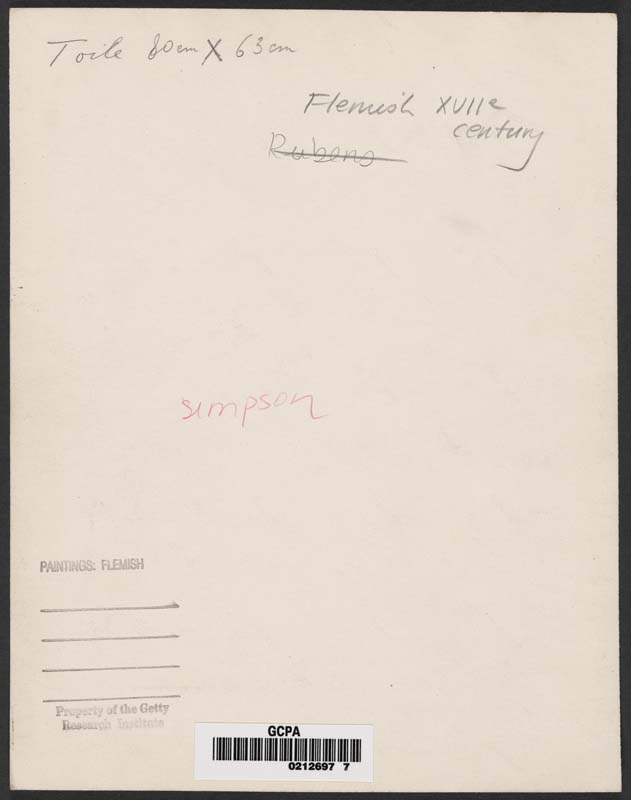 Toile 80cm X 63cm
Flemish XVIIe
century
Rubens
simpson
PAINTINGS: FLEMISH
Property of the Getty
Research Institute
GCPA
0212697 7